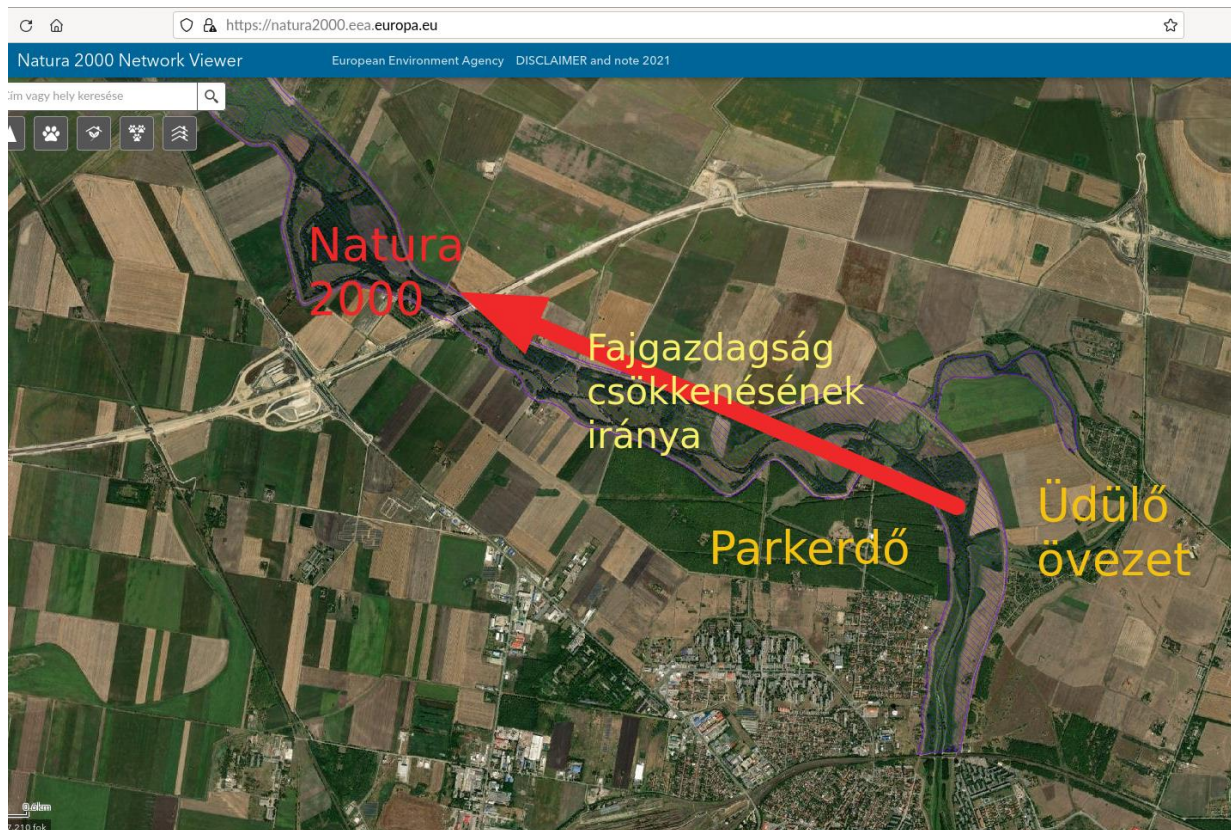 https://natura2000.eea.europa.eu
Natura 2000 Network Viewer
European Environment Agency
DISCLAIMER and note 2021
vagy hely keresése
Natura
2000
Fajgazdagság
csökkenésének
iránya
Parkerdő
Üdülő
övezet
fok